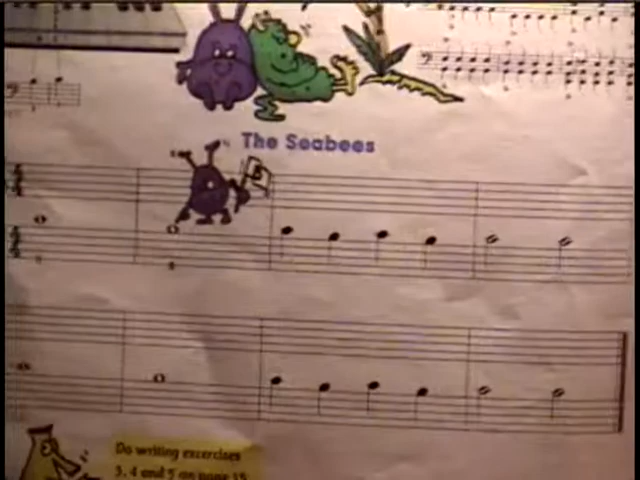 The Seabees
Do writing exercises
3, 4 and 5 on page 15